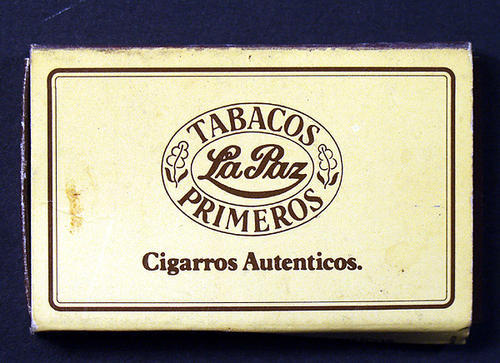 TABACOS
La Paz
PRIMEROS
Cigarros Autenticos.